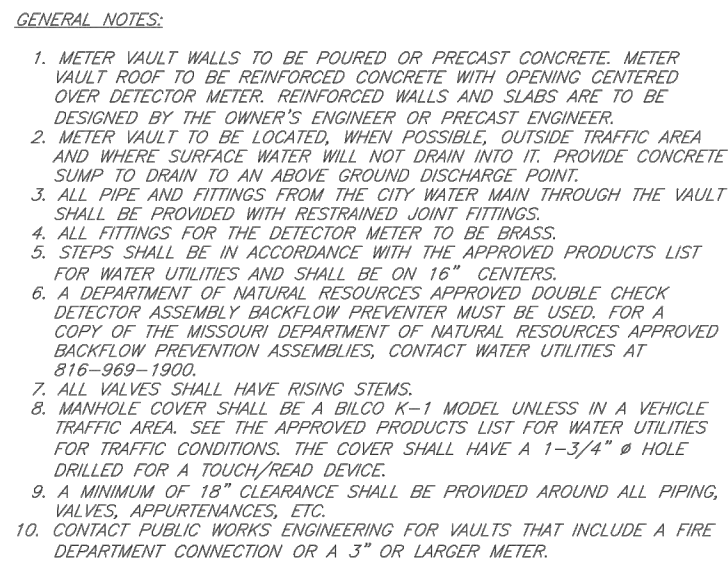 GENERAL NOTES:
1. METER VAULT WALLS TO BE POURED OR PRECAST CONCRETE. METER
VAULT ROOF TO BE REINFORCED CONCRETE WITH OPENING CENTERED
OVER DETECTOR METER. REINFORCED WALLS AND SLABS ARE TO BE
DESIGNED BY THE OWNER'S ENGINEER OR PRECAST ENGINEER.
2. METER VAULT TO BE LOCATED, WHEN POSSIBLE, OUTSIDE TRAFFIC AREA
AND WHERE SURFACE WATER WILL NOT DRAIN INTO IT. PROVIDE CONCRETE
SUMP TO DRAIN TO AN ABOVE GROUND DISCHARGE POINT.
3. ALL PIPE AND FITTINGS FROM THE CITY WATER MAIN THROUGH THE VAULT
SHALL BE PROVIDED WITH RESTRAINED JOINT FITTINGS.
4. ALL FITTINGS FOR THE DETECTOR METER TO BE BRASS.
5. STEPS SHALL BE IN ACCORDANCE WITH THE APPROVED PRODUCTS LIST
FOR WATER UTILITIES AND SHALL BE ON 16" CENTERS.
6. A DEPARTMENT OF NATURAL RESOURCES APPROVED DOUBLE CHECK
DETECTOR ASSEMBLY BACKFLOW PREVENTER MUST BE USED. FOR A
COPY OF THE MISSOURI DEPARTMENT OF NATURAL RESOURCES APPROVED
BACKFLOW PREVENTION ASSEMBLIES, CONTACT WATER UTILITIES AT
816-969-1900.
7. ALL VALVES SHALL HAVE RISING STEMS.
8. MANHOLE COVER SHALL BE A BILCO K-1 MODEL UNLESS IN A VEHICLE
TRAFFIC AREA. SEE THE APPROVED PRODUCTS LIST FOR WATER UTILITIES
FOR TRAFFIC CONDITIONS. THE COVER SHALL HAVE A 1-3/4" Ø HOLE
DRILLED FOR A TOUCH/READ DEVICE.
9. A MINIMUM OF 18" CLEARANCE SHALL BE PROVIDED AROUND ALL PIPING,
VALVES, APPURTENANCES, ETC.
10. CONTACT PUBLIC WORKS ENGINEERING FOR VAULTS THAT INCLUDE A FIRE
DEPARTMENT CONNECTION OR A 3" OR LARGER METER.